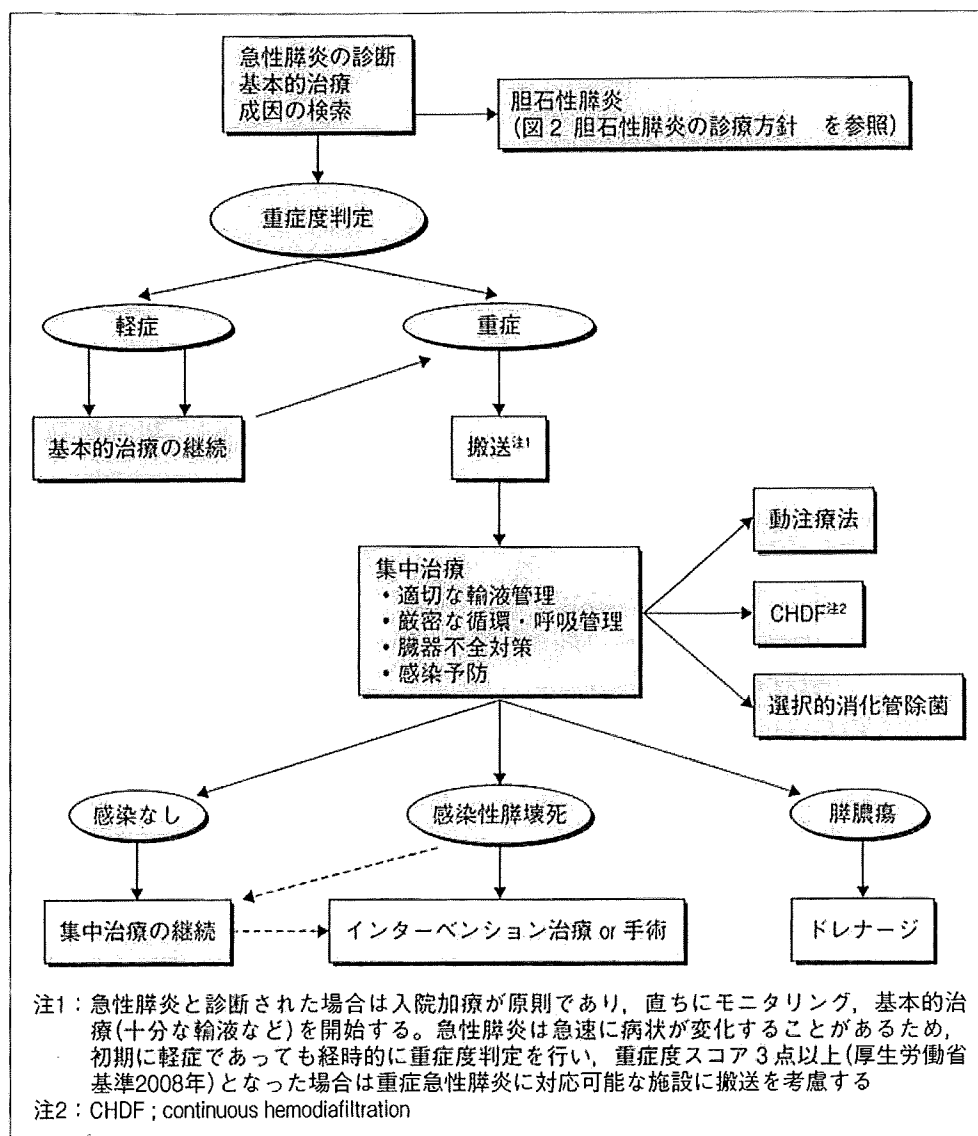 急性膵炎の診断
基本的治療
成因の検索
胆石性膵炎
(図2 胆石性膵炎の診療方針　を参照)
重症度判定
軽症
重症
基本的治療の継続
搬送注1
動注療法
集中治療
・適切な輸液管理
・厳密な循環・呼吸管理
・臓器不全対策
・感染予防
CHDF注2
選択的消化管除菌
感染なし
感染性膵壊死
膵膿瘍
集中治療の継続
インターベンション治療 or 手術
ドレナージ
注1：急性膵炎と診断された場合は入院加療が原則であり，直ちにモニタリング，基本的治
療(十分な輸液など)を開始する。急性膵炎は急速に病状が変化することがあるため，
初期に軽症であっても経時的に重症度判定を行い，重症度スコア3点以上(厚生労働省
基準2008年)となった場合は重症急性膵炎に対応可能な施設に搬送を考慮する
注2：CHDF ; continuous hemodiafiltration